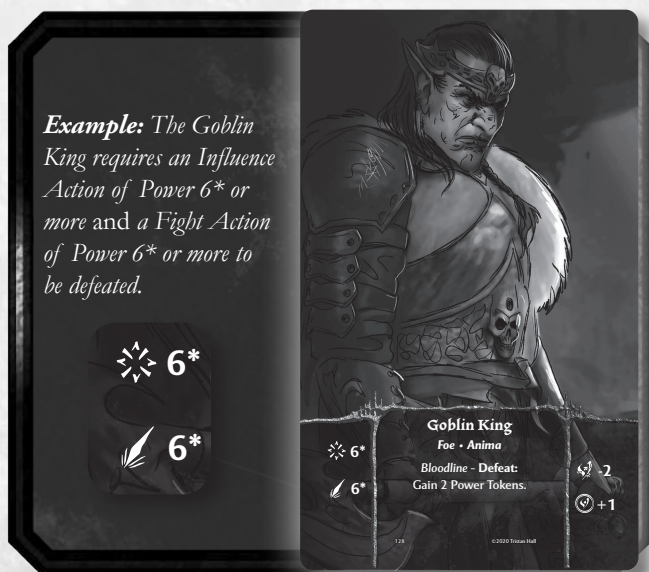 Example: The Goblin
King requires an Influence
Action of Power 6* or
more and a Fight Action
of Power 6* or more to
be defeated.
6*
6*
Goblin King
Foe • Anima
6*
6*
Bloodline - Defeat:
Gain 2 Power Tokens.
-2
+1
128
©2020 Tristan Hall